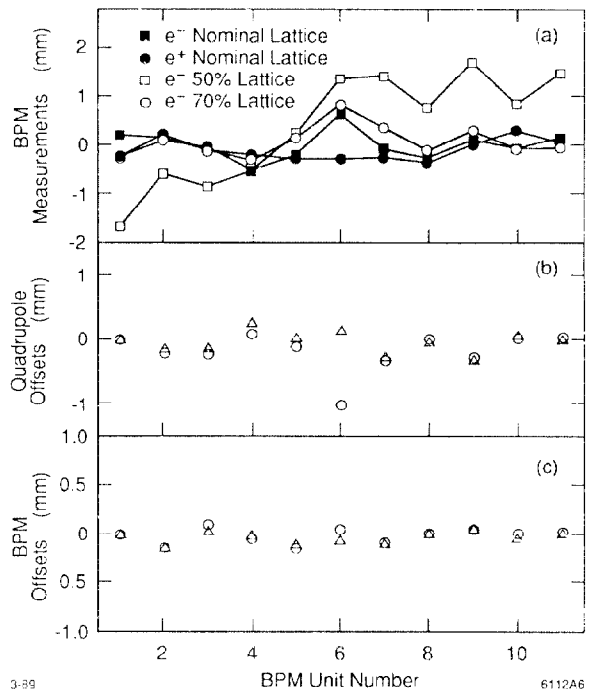 2
1
0
-1
-2
BPM
Measurements (mm)
(a)
e⁻ Nominal Lattice
e⁺ Nominal Lattice
e⁻ 50% Lattice
e⁻ 70% Lattice
1
0
-1
Quadrupole
Offsets (mm)
(b)
1.0
0.5
0
0.5
-1.0
BPM
Offsets (mm)
(c)
2 4 6 8 10
BPM Unit Number
3-89
6112A6